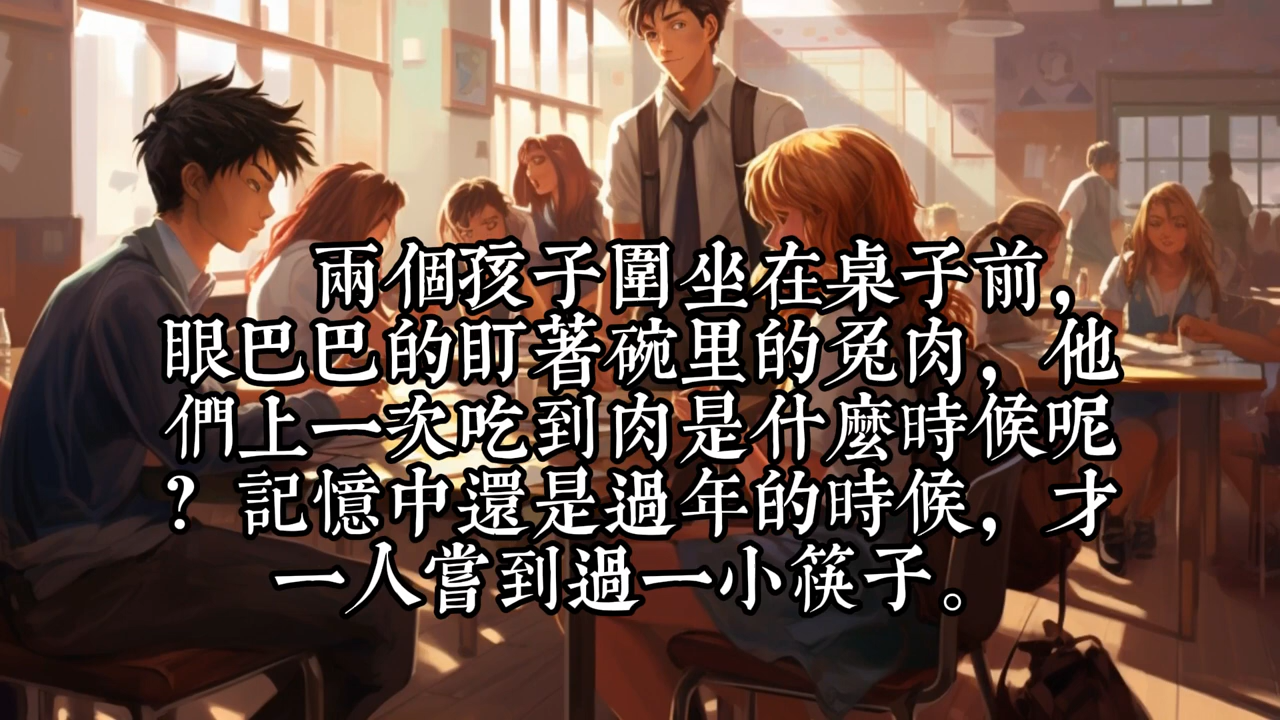 兩個孩子圍坐在桌子前，
眼巴巴的盯著碗里的兔肉，他
們上一次吃到肉是什麼時候呢
？記憶中還是過年的時候，才
一人嘗到過一小筷子。